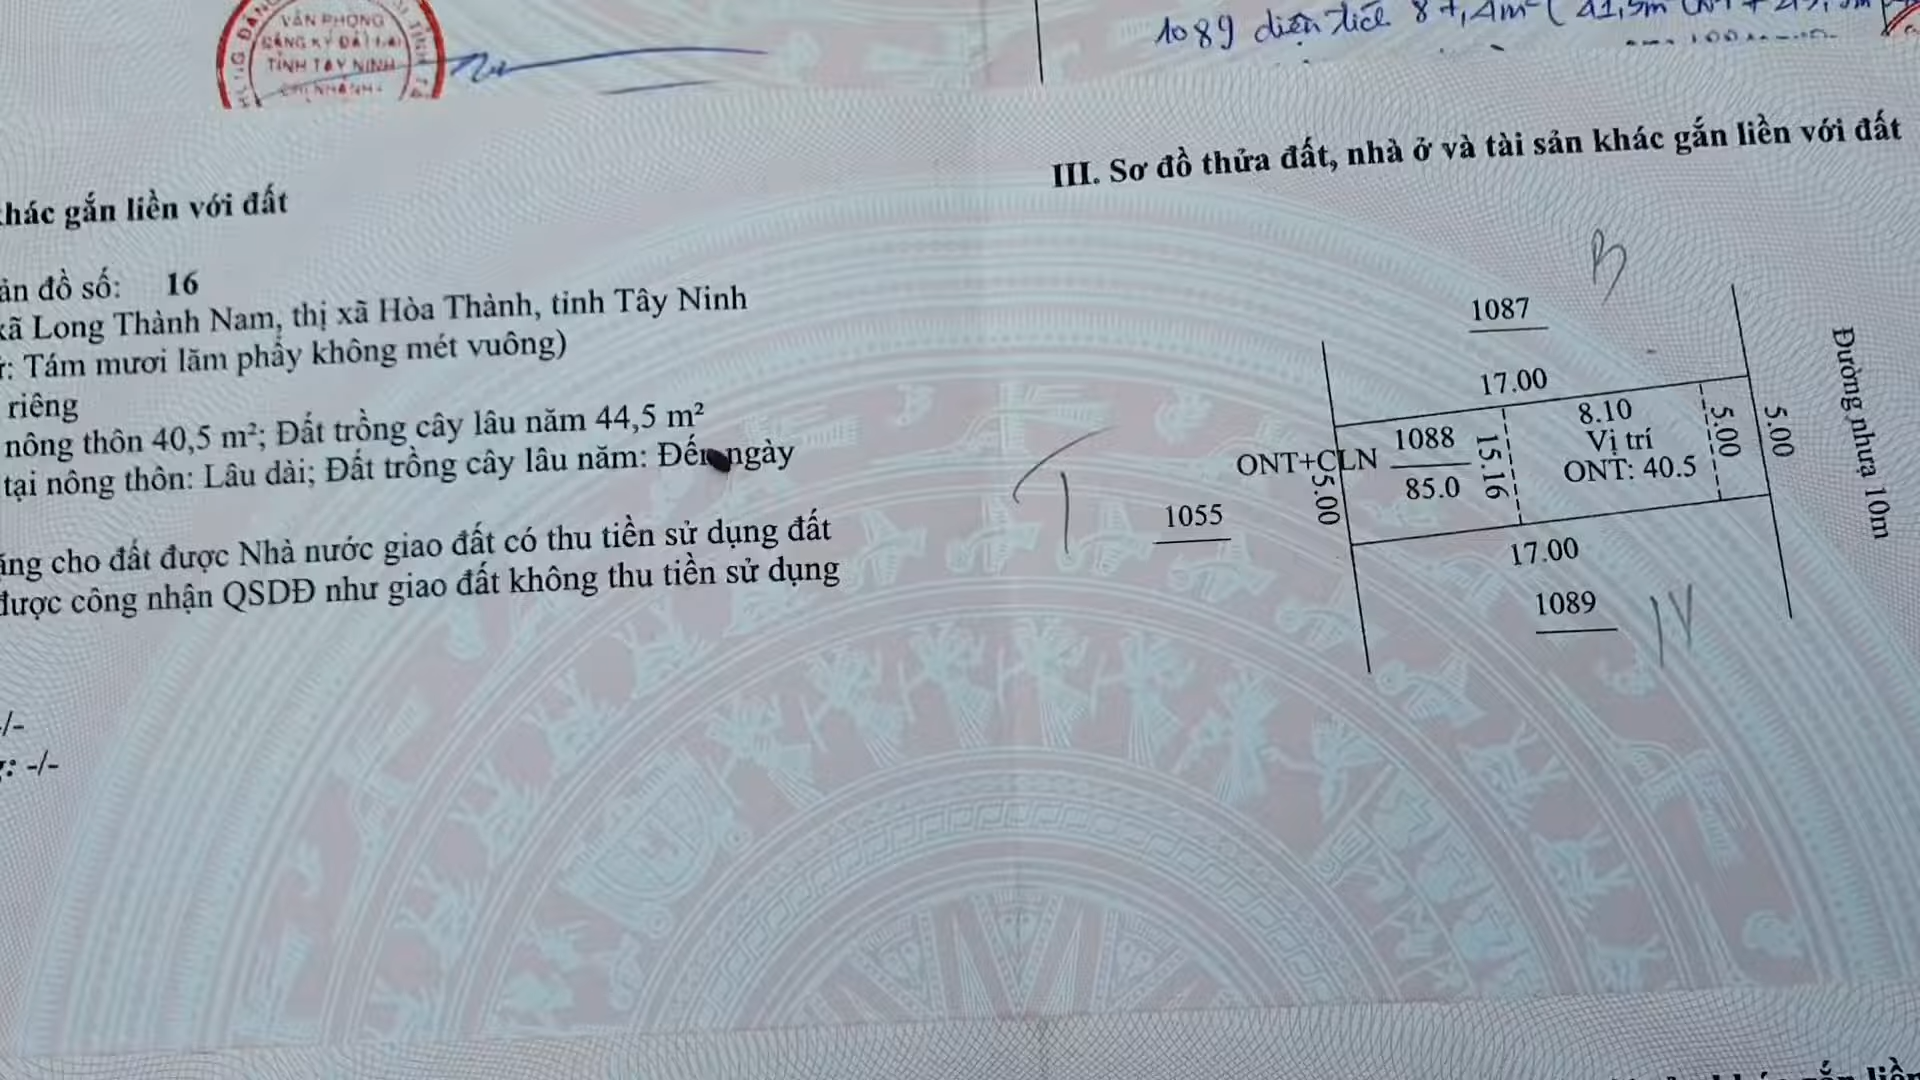 VĂN PHÒNG
ĐĂNG KÝ ĐẤT ĐAI
TỈNH TÂY NINH
CHI NHÁNH
1089 diện tích 87,4m² (41,5m²
khác gắn liền với đất
ản đồ số: 16
xã Long Thành Nam, thị xã Hòa Thành, tỉnh Tây Ninh
: Tám mươi lăm phẩy không mét vuông)
riêng
nông thôn 40,5 m²; Đất trồng cây lâu năm 44,5 m²
tại nông thôn: Lâu dài; Đất trồng cây lâu năm: Đến ngày
ằng cho đất được Nhà nước giao đất có thu tiền sử dụng đất
được công nhận QSDĐ như giao đất không thu tiền sử dụng
-/-
: -/-
III. Sơ đồ thửa đất, nhà ở và tài sản khác gắn liền với đất
B
1087
17.00
8.10
Vị trí
ONT: 40.5
5.00
5.00
Đường nhựa 10m
ONT+CLN
1088
85.0
15.16
5.00
T
1055
17.00
1089
N
gắn liền